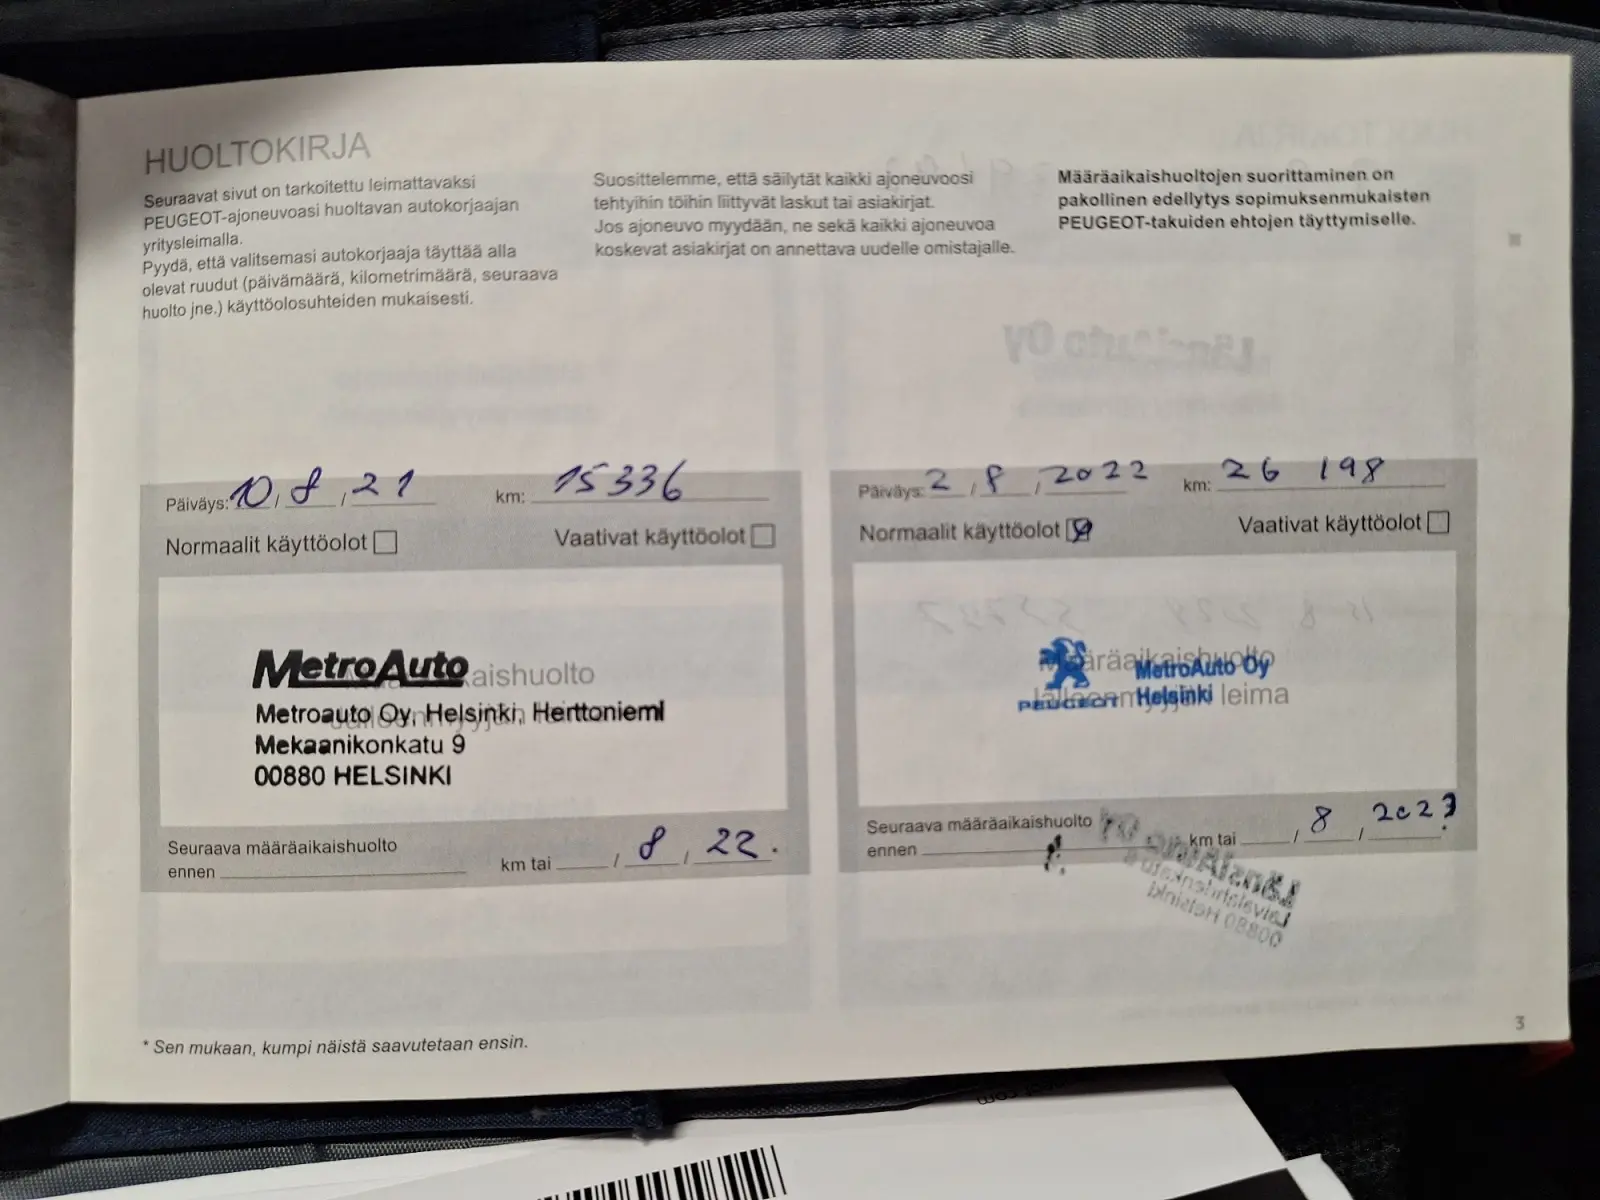 HUOLTOKIRJA
Seuraavat sivut on tarkoitettu leimattavaksi
PEUGEOT-ajoneuvoasi huoltavan autokorjaajan
yritysleimalla.
Pyydä, että valitsemasi autokorjaaja täyttää alla
olevat ruudut (päivämäärä, kilometrimäärä, seuraava
huolto jne.) käyttöolosuhteiden mukaisesti.
Suosittelemme, että säilytät kaikki ajoneuvoosi
tehtyihin töihin liittyvät laskut tai asiakirjat.
Jos ajoneuvo myydään, ne sekä kaikki ajoneuvoa
koskevat asiakirjat on annettava uudelle omistajalle.
Määräaikaishuoltojen suorittaminen on
pakollinen edellytys sopimuksenmukaisten
PEUGEOT-takuiden ehtojen täyttymiselle.
Päiväys: 10, 8, 21 km: 15336
Normaalit käyttöolot Vaativat käyttöolot
MetroAuto
Metroauto Oy, Helsinki, Herttoniemi
Mekaanikonkatu 9
00880 HELSINKI
Seuraava määräaikaishuolto
ennen km tai / 8, 22.
Päiväys: 2, 8, 2022 km: 26 198
Normaalit käyttöolot Vaativat käyttöolot
MetroAuto Oy
PEUGEOT Helsinki leima
Seuraava määräaikaishuolto
ennen km tai / 8 / 2023
LänsiAuto Oy
Laivalahdenkatu
00880 Helsinki
* Sen mukaan, kumpi näistä saavutetaan ensin.
3